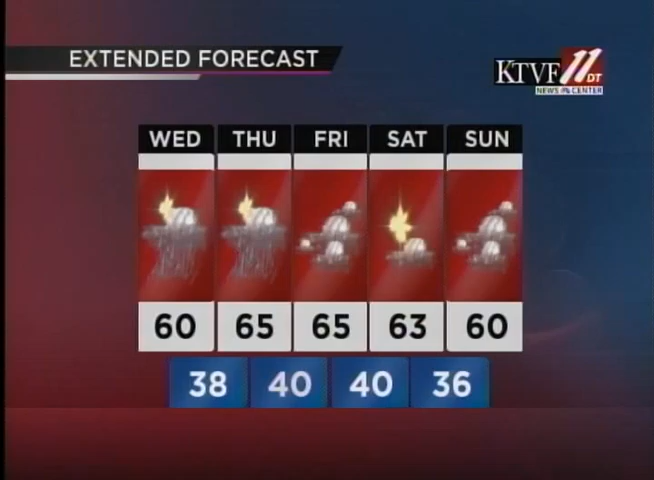 EXTENDED FORECAST
KTVF 11 DT
NEWS CENTER
WED THU FRI SAT SUN
60 65 65 63 60
38 40 40 36